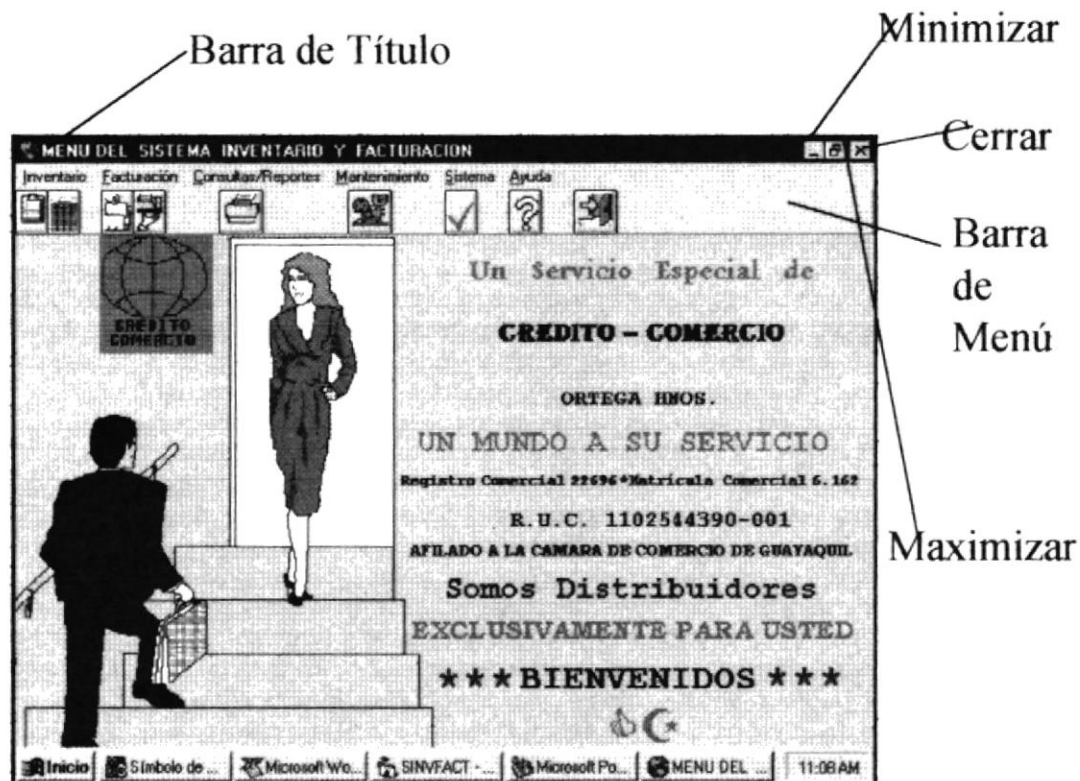 Minimizar
Barra de Título
Cerrar
MENU DEL SISTEMA INVENTARIO Y FACTURACION
Inventario Facturación Consultas/Reportes Mantenimiento Sistema Ayuda
Barra
de
Menú
CREDITO
COMERCIO
Un Servicio Especial de
CREDITO - COMERCIO
ORTEGA HNOS.
UN MUNDO A SU SERVICIO
Registro Comercial 22696*Matrícula Comercial 6.162
R.U.C. 1102544390-001
AFILADO A LA CAMARA DE COMERCIO DE GUAYAQUIL
Maximizar
Somos Distribuidores
EXCLUSIVAMENTE PARA USTED
***BIENVENIDOS ***
Inicio Símbolo de ... Microsoft Wo... SINVFACT - ... Microsoft Po... MENU DEL ... 11:08 AM